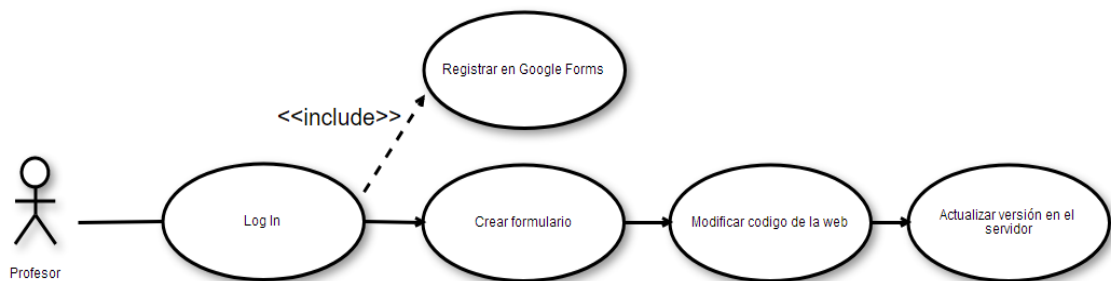 Registrar en Google Forms
<<include>>
Log In
Crear formulario
Modificar codigo de la web
Actualizar versión en el
servidor
Profesor